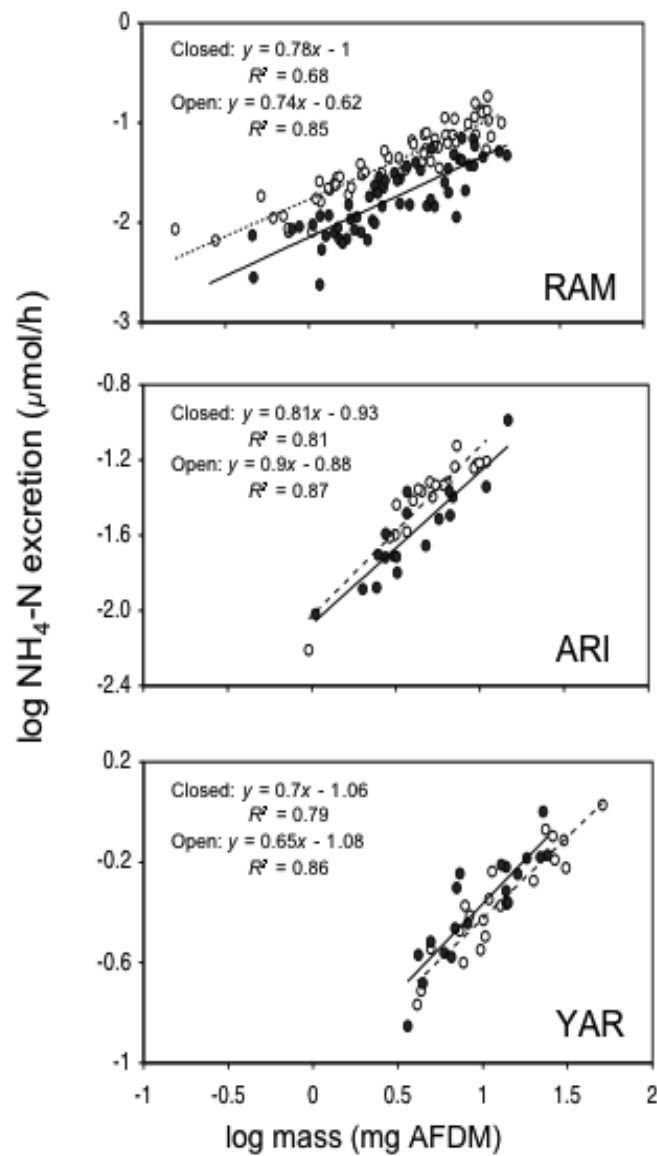 0
-1
-2
-3
Closed: y = 0.78x - 1
R² = 0.68
Open: y = 0.74x - 0.62
R² = 0.85
RAM
-0.8
-1.2
-1.6
-2.0
-2.4
Closed: y = 0.81x - 0.93
R² = 0.81
Open: y = 0.9x - 0.88
R² = 0.87
ARI
0.2
-0.2
-0.6
-1
Closed: y = 0.7x - 1.06
R² = 0.79
Open: y = 0.65x - 1.08
R² = 0.86
YAR
-1 -1 0 0.5 1 1.5 2
log mass (mg AFDM)
log NH₄-N excretion (µmol/h)